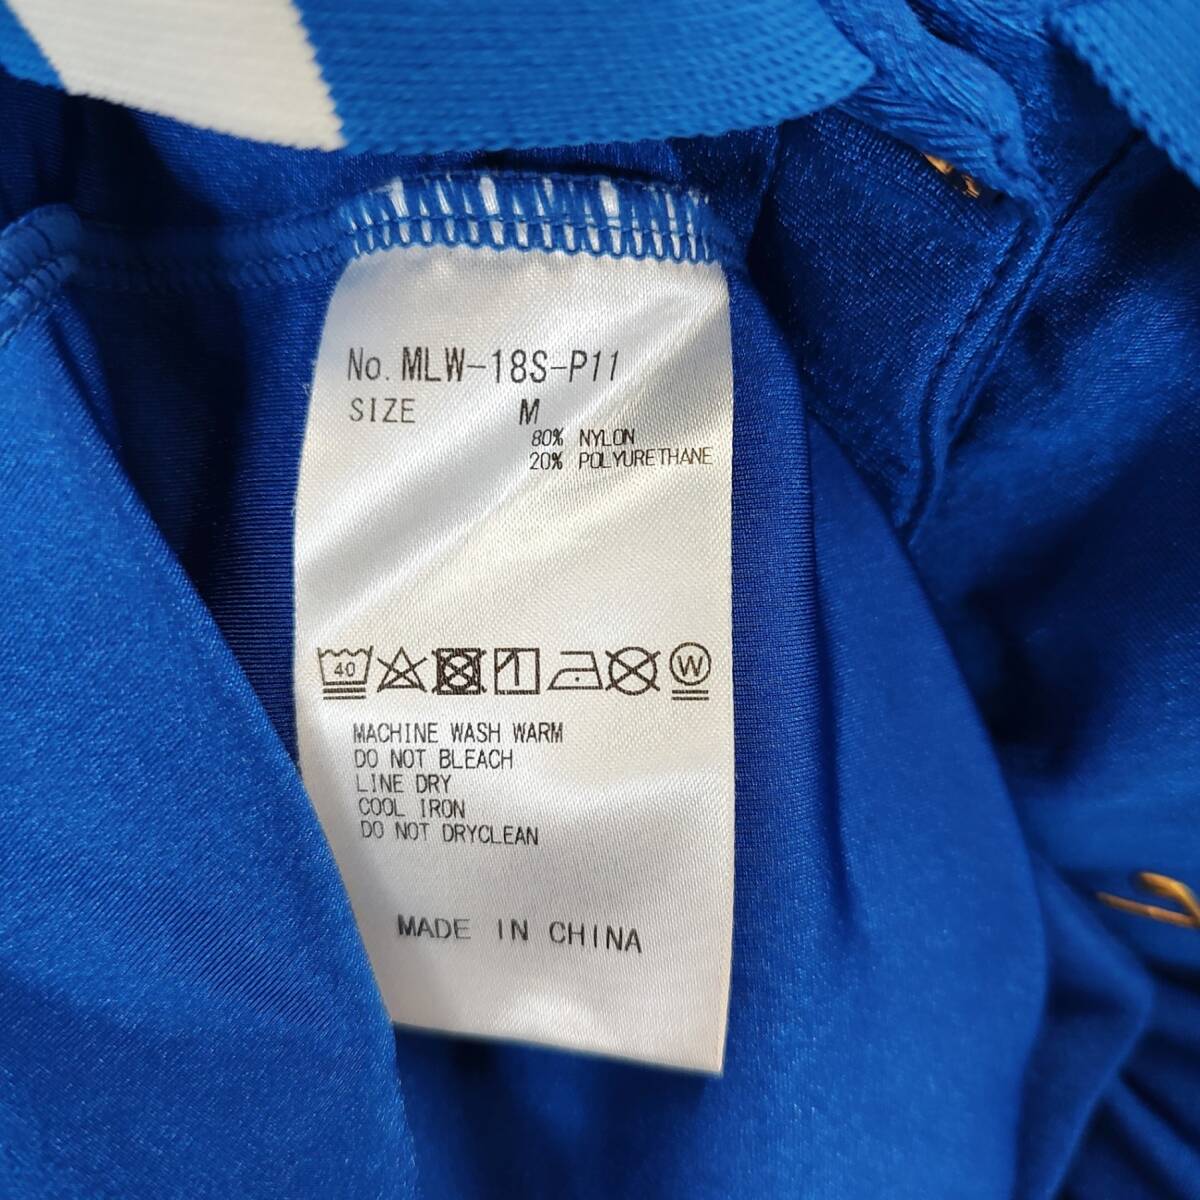 No. MLW-18S-P11
SIZE M
80% NYLON
20% POLYURETHANE
40 W
MACHINE WASH WARM
DO NOT BLEACH
LINE DRY
COOL IRON
DO NOT DRYCLEAN
MADE IN CHINA